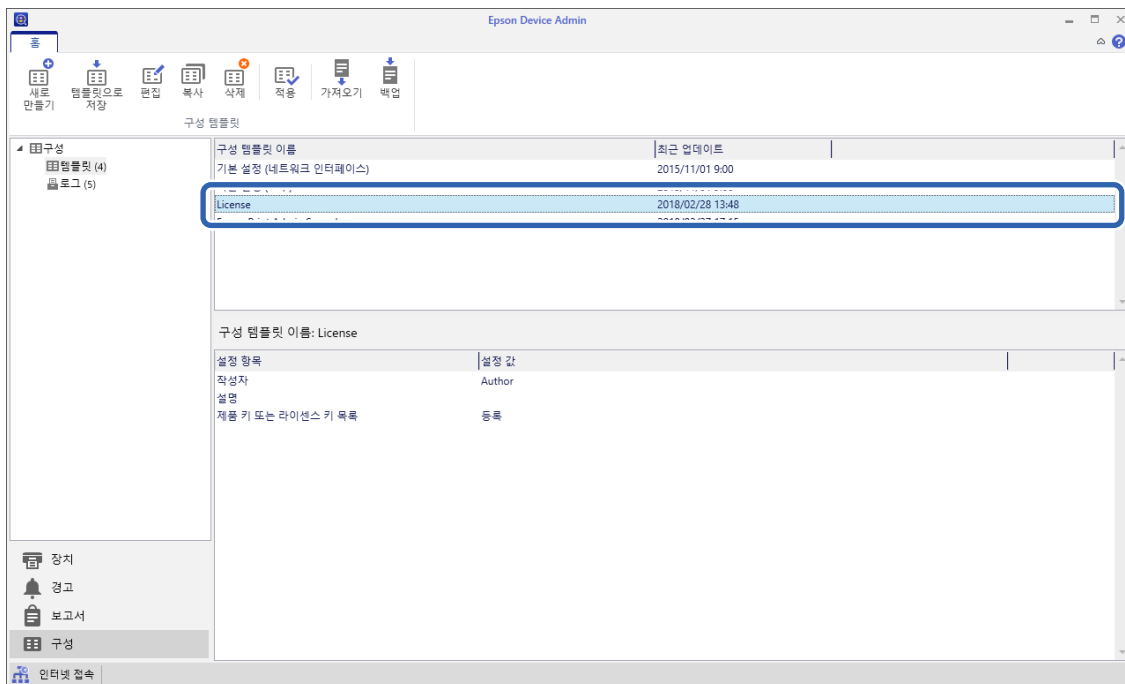 Epson Device Admin
홈
새로 만들기
템플릿으로 저장
편집
복사
삭제
적용
가져오기
백업
구성 템플릿
구성
템플릿 (4)
로그 (5)
구성 템플릿 이름 최근 업데이트
기본 설정 (네트워크 인터페이스) 2015/11/01 9:00
License 2018/02/28 13:48
구성 템플릿 이름: License
설정 항목 설정 값
작성자 Author
설명
제품 키 또는 라이센스 키 목록 등록
장치
경고
보고서
구성
인터넷 접속